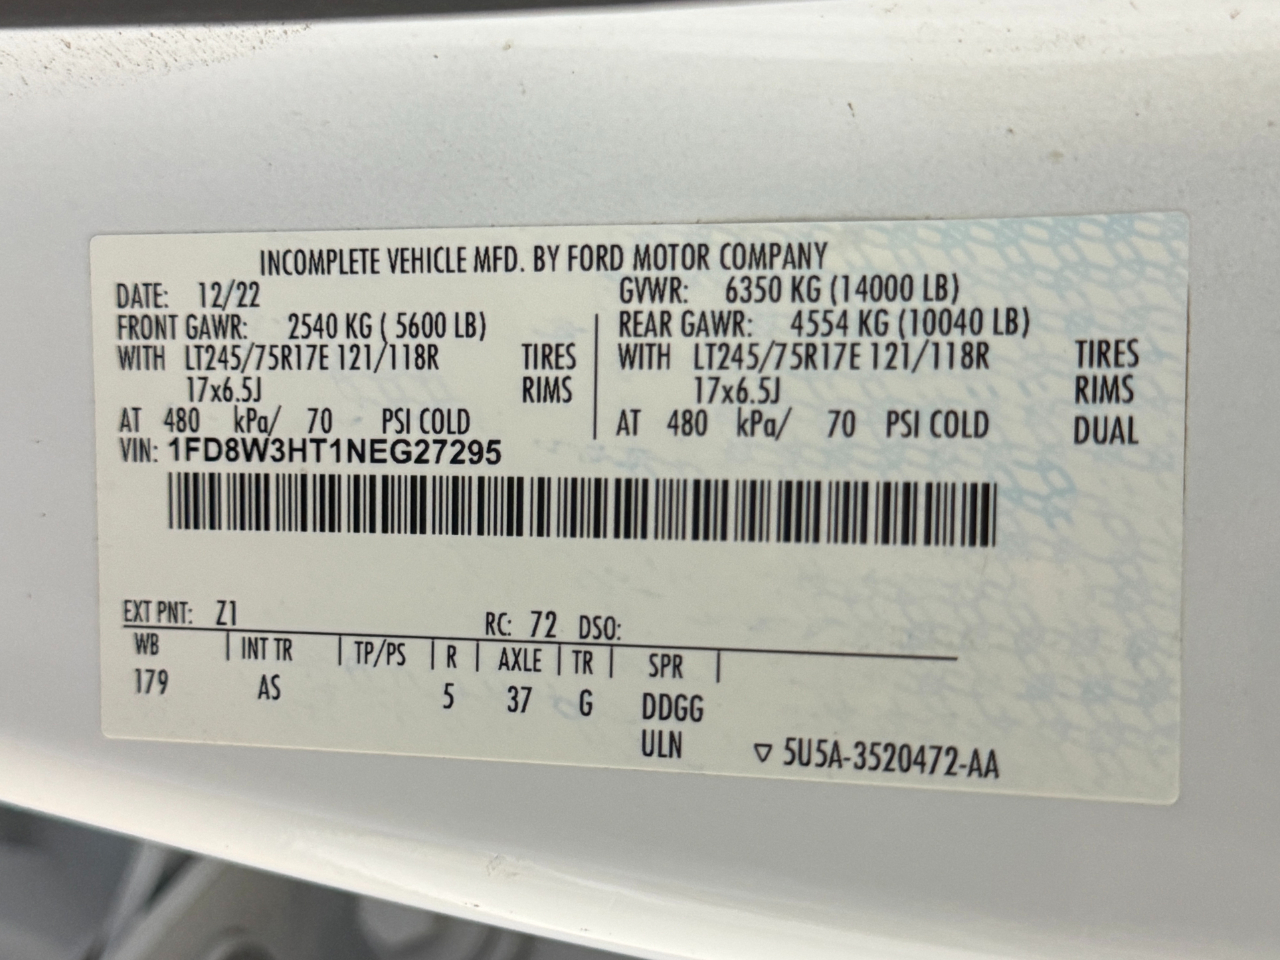 INCOMPLETE VEHICLE MFD. BY FORD MOTOR COMPANY
DATE: 12/22 GVWR: 6350 KG (14000 LB)
FRONT GAWR: 2540 KG ( 5600 LB) REAR GAWR: 4554 KG (10040 LB)
WITH LT245/75R17E 121/118R TIRES WITH LT245/75R17E 121/118R TIRES
17x6.5J RIMS 17x6.5J RIMS
AT 480 kPa/ 70 PSI COLD AT 480 kPa/ 70 PSI COLD DUAL
VIN: 1FD8W3HT1NEG27295
EXT PNT: Z1 RC: 72 DSO:
WB INT TR TP/PS R AXLE TR SPR
179 AS 5 37 G DDGG
ULN ▽ 5U5A-3520472-AA